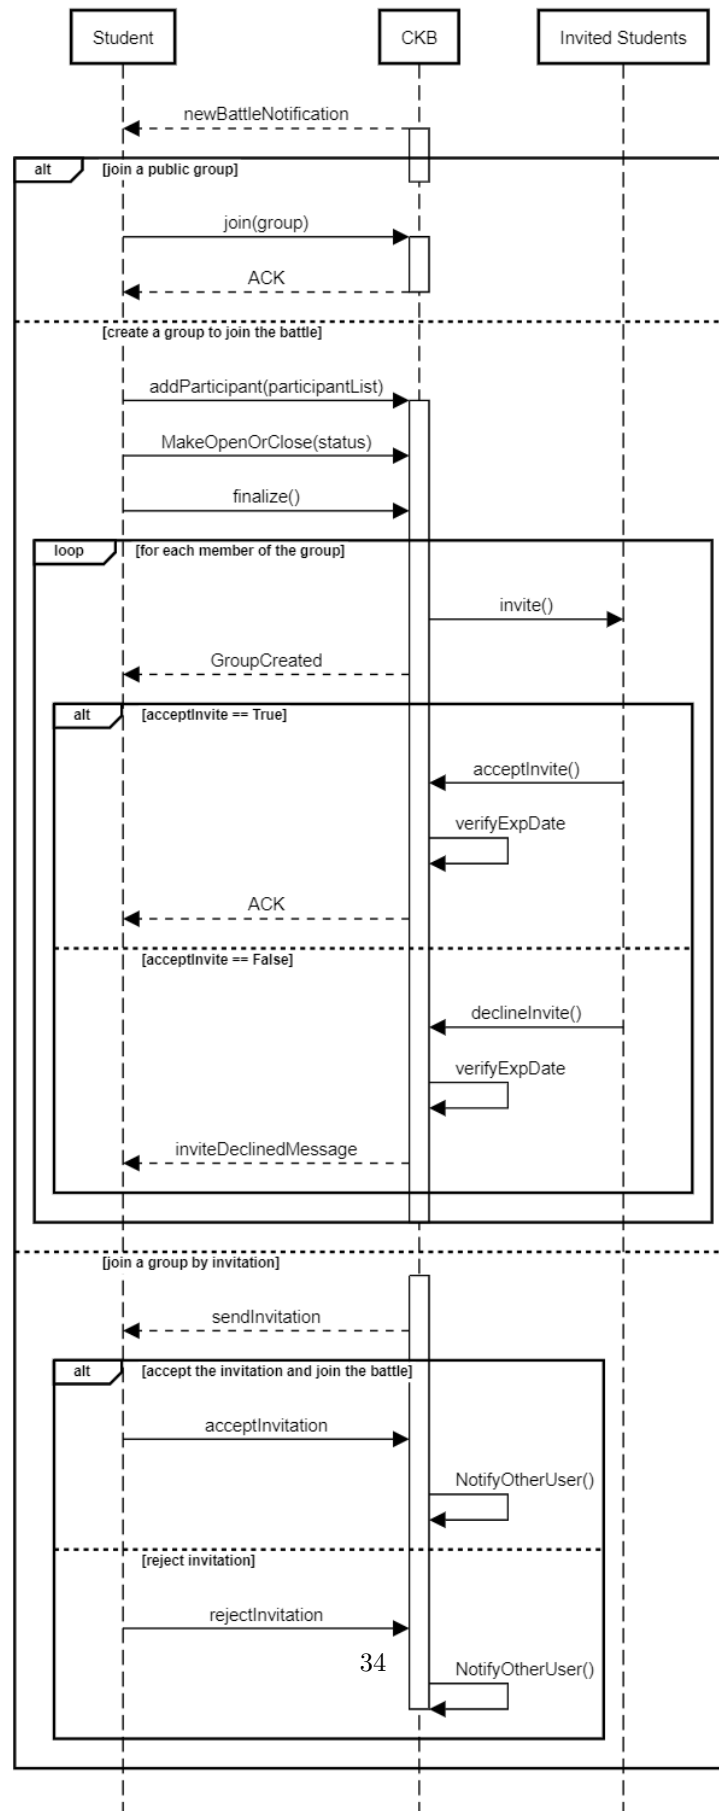 Student
CKB
Invited Students
newBattleNotification
alt
[join a public group]
join(group)
ACK
[create a group to join the battle]
addParticipant(participantList)
MakeOpenOrClose(status)
finalize()
loop
[for each member of the group]
invite()
GroupCreated
alt
[acceptInvite == True]
acceptInvite()
verifyExpDate
ACK
[acceptInvite == False]
declineInvite()
verifyExpDate
inviteDeclinedMessage
[join a group by invitation]
sendInvitation
alt
[accept the invitation and join the battle]
acceptInvitation
NotifyOtherUser()
[reject invitation]
rejectInvitation
34
NotifyOtherUser()